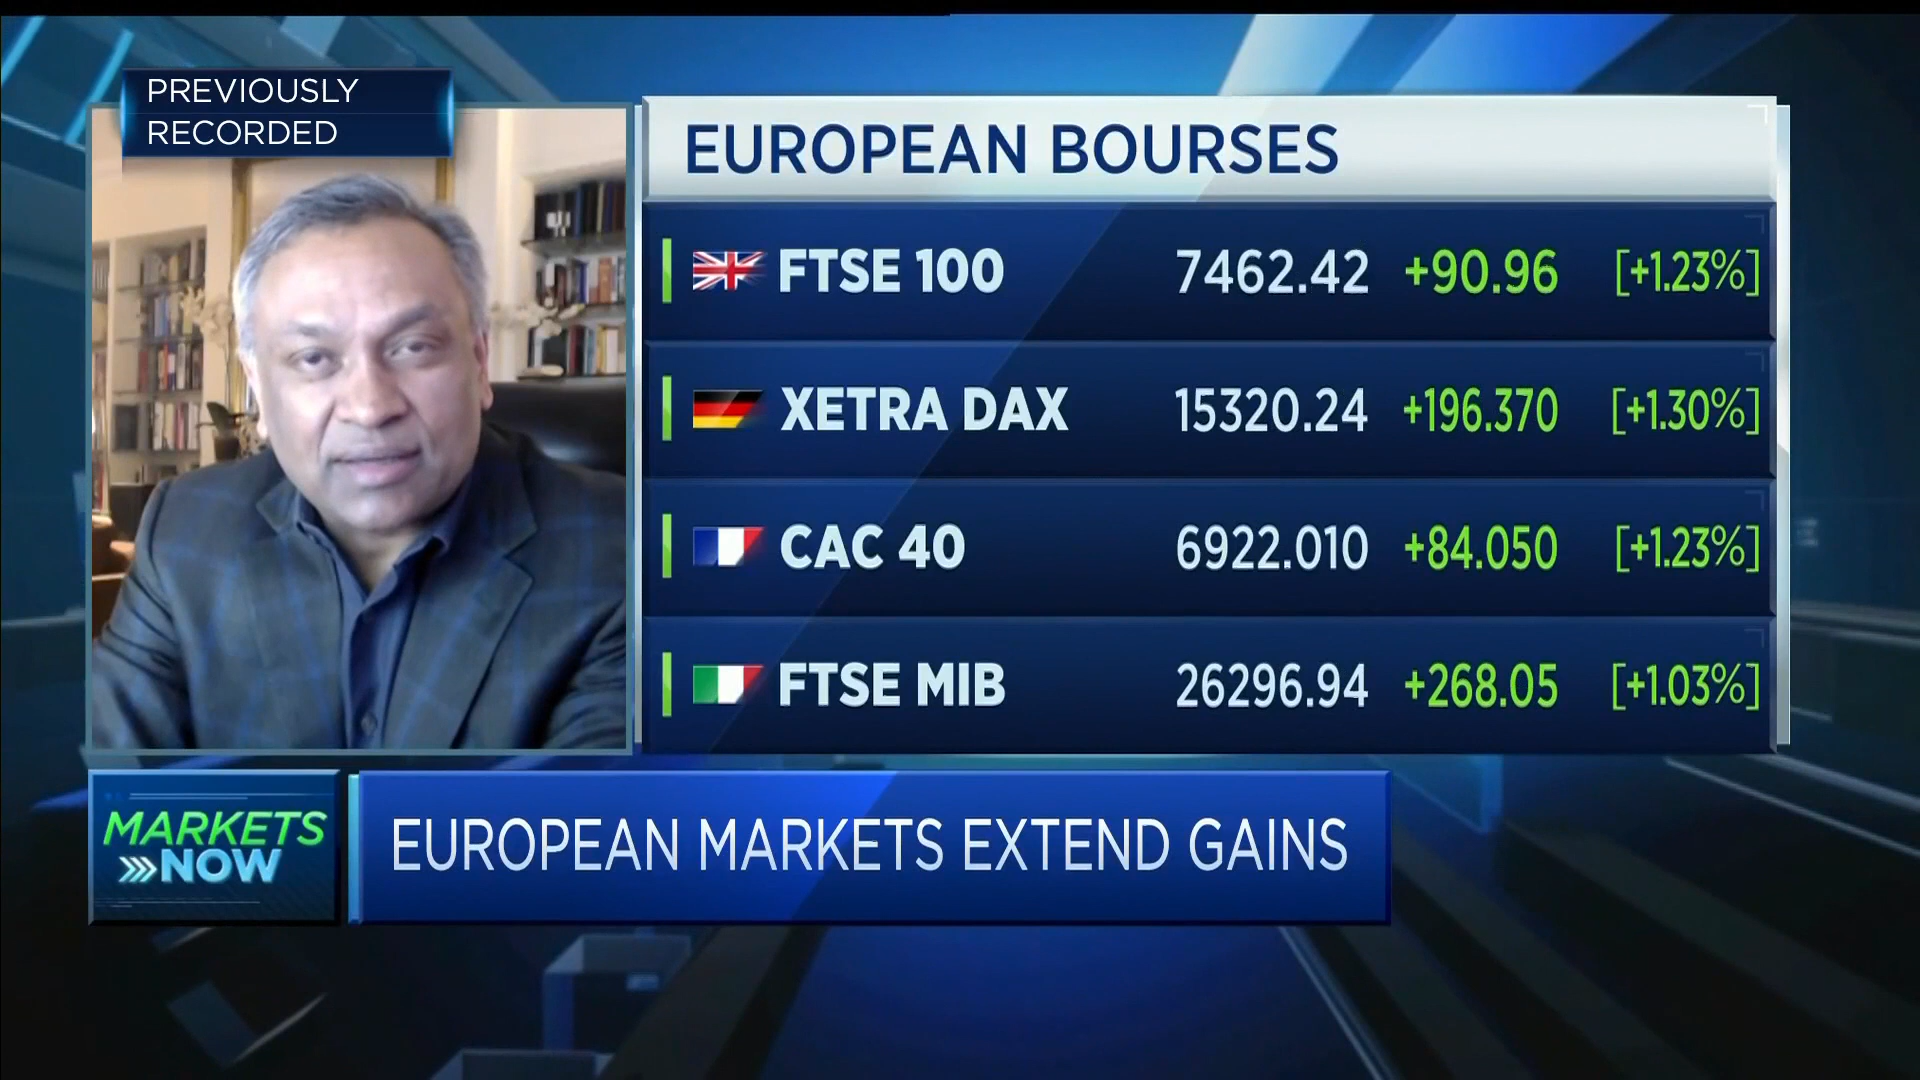 PREVIOUSLY
RECORDED
EUROPEAN BOURSES
FTSE 100 7462.42 +90.96 [+1.23%]
XETRA DAX 15320.24 +196.370 [+1.30%]
CAC 40 6922.010 +84.050 [+1.23%]
FTSE MIB 26296.94 +268.05 [+1.03%]
MARKETS
NOW
EUROPEAN MARKETS EXTEND GAINS